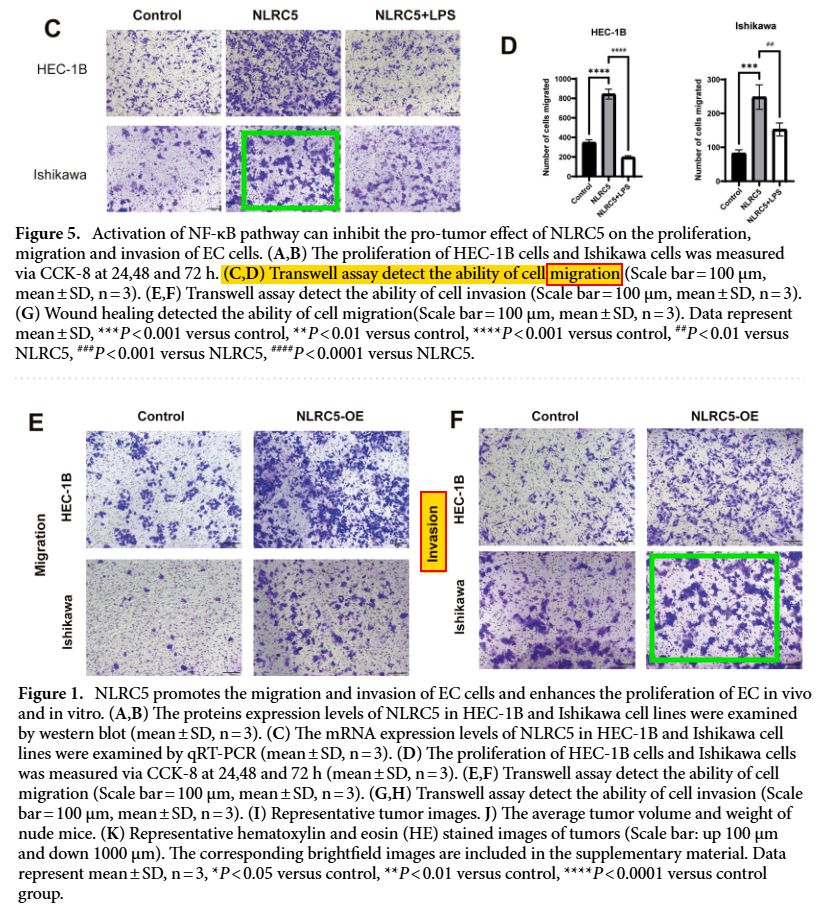 C
Control
NLRC5
NLRC5+LPS
HEC-1B
Ishikawa
D
HEC-1B
####
****
Number of cells migrated
1000
800
600
400
200
0
Control
NLRC5
NLRC5+LPS
Ishikawa
##
***
Number of cells migrated
300
200
100
0
Control
NLRC5
NLRC5+LPS
Figure 5. Activation of NF-κB pathway can inhibit the pro-tumor effect of NLRC5 on the proliferation,
migration and invasion of EC cells. (A,B) The proliferation of HEC-1B cells and Ishikawa cells was measured
via CCK-8 at 24,48 and 72 h. (C,D) Transwell assay detect the ability of cell migration (Scale bar = 100 μm,
mean ± SD, n = 3). (E,F) Transwell assay detect the ability of cell invasion (Scale bar = 100 μm, mean ± SD, n = 3).
(G) Wound healing detected the ability of cell migration(Scale bar = 100 μm, mean ± SD, n = 3). Data represent
mean ± SD, ***P < 0.001 versus control, **P < 0.01 versus control, ****P < 0.001 versus control, ##P < 0.01 versus
NLRC5, ###P < 0.001 versus NLRC5, ####P < 0.0001 versus NLRC5.
E
Control
NLRC5-OE
Migration
HEC-1B
Ishikawa
F
Control
NLRC5-OE
Invasion
HEC-1B
Ishikawa
Figure 1. NLRC5 promotes the migration and invasion of EC cells and enhances the proliferation of EC in vivo
and in vitro. (A,B) The proteins expression levels of NLRC5 in HEC-1B and Ishikawa cell lines were examined
by western blot (mean ± SD, n = 3). (C) The mRNA expression levels of NLRC5 in HEC-1B and Ishikawa cell
lines were examined by qRT-PCR (mean ± SD, n = 3). (D) The proliferation of HEC-1B cells and Ishikawa cells
was measured via CCK-8 at 24,48 and 72 h (mean ± SD, n = 3). (E,F) Transwell assay detect the ability of cell
migration (Scale bar = 100 μm, mean ± SD, n = 3). (G,H) Transwell assay detect the ability of cell invasion (Scale
bar = 100 μm, mean ± SD, n = 3). (I) Representative tumor images. J) The average tumor volume and weight of
nude mice. (K) Representative hematoxylin and eosin (HE) stained images of tumors (Scale bar: up 100 μm
and down 1000 μm). The corresponding brightfield images are included in the supplementary material. Data
represent mean ± SD, n = 3, *P < 0.05 versus control, **P < 0.01 versus control, ****P < 0.0001 versus control
group.